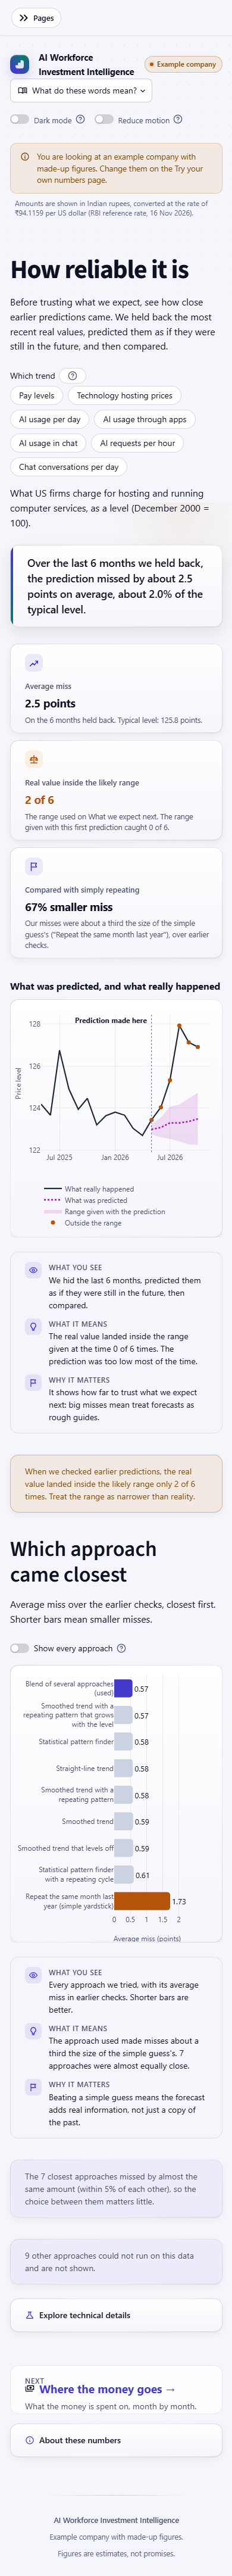 Pages
AI Workforce
Investment Intelligence
Example company
What do these words mean?
Dark mode
Reduce motion
You are looking at an example company with
made-up figures. Change them on the Try your
own numbers page.
Amounts are shown in Indian rupees, converted at the rate of
₹94.1159 per US dollar (RBI reference rate, 16 Nov 2026).
How reliable it is
Before trusting what we expect, see how close
earlier predictions came. We held back the most
recent real values, predicted them as if they were
still in the future, and then compared.
Which trend
Pay levels
Technology hosting prices
AI usage per day
AI usage through apps
AI usage in chat
AI requests per hour
Chat conversations per day
What US firms charge for hosting and running
computer services, as a level (December 2000 =
100).
Over the last 6 months we held back,
the prediction missed by about 2.5
points on average, about 2.0% of the
typical level.
Average miss
2.5 points
On the 6 months held back. Typical level: 125.8 points.
Real value inside the likely range
2 of 6
The range used on What we expect next. The range
given with this first prediction caught 0 of 6.
Compared with simply repeating
67% smaller miss
Our misses were about a third the size of the simple
guess's ("Repeat the same month last year"), over earlier
checks.
What was predicted, and what really happened
Prediction made here
128
126
124
122
Price level
Jul 2025
Jan 2026
Jul 2026
What really happened
What was predicted
Range given with the prediction
Outside the range
WHAT YOU SEE
We hid the last 6 months, predicted them
as if they were still in the future, then
compared.
WHAT IT MEANS
The real value landed inside the range
given at the time 0 of 6 times. The
prediction was too low most of the time.
WHY IT MATTERS
It shows how far to trust what we expect
next: big misses mean treat forecasts as
rough guides.
When we checked earlier predictions, the real
value landed inside the likely range only 2 of 6
times. Treat the range as narrower than reality.
Which approach
came closest
Average miss over the earlier checks, closest first.
Shorter bars mean smaller misses.
Show every approach
Blend of several approaches
(used)
0.57
Smoothed trend with a
repeating pattern that grows
with the level
0.57
Statistical pattern finder
0.58
Straight-line trend
0.58
Smoothed trend with a
repeating pattern
0.58
Smoothed trend
0.59
Smoothed trend that levels off
0.59
Statistical pattern finder
with a repeating cycle
0.61
Repeat the same month last
year (simple yardstick)
1.73
0 0.5 1 1.5 2
Average miss (points)
WHAT YOU SEE
Every approach we tried, with its average
miss in earlier checks. Shorter bars are
better.
WHAT IT MEANS
The approach used made misses about a
third the size of the simple guess's. 7
approaches were almost equally close.
WHY IT MATTERS
Beating a simple guess means the forecast
adds real information, not just a copy of
the past.
The 7 closest approaches missed by almost the
same amount (within 5% of each other), so the
choice between them matters little.
9 other approaches could not run on this data
and are not shown.
Explore technical details
NEXT
Where the money goes →
What the money is spent on, month by month.
About these numbers
AI Workforce Investment Intelligence
Example company with made-up figures.
Figures are estimates, not promises.